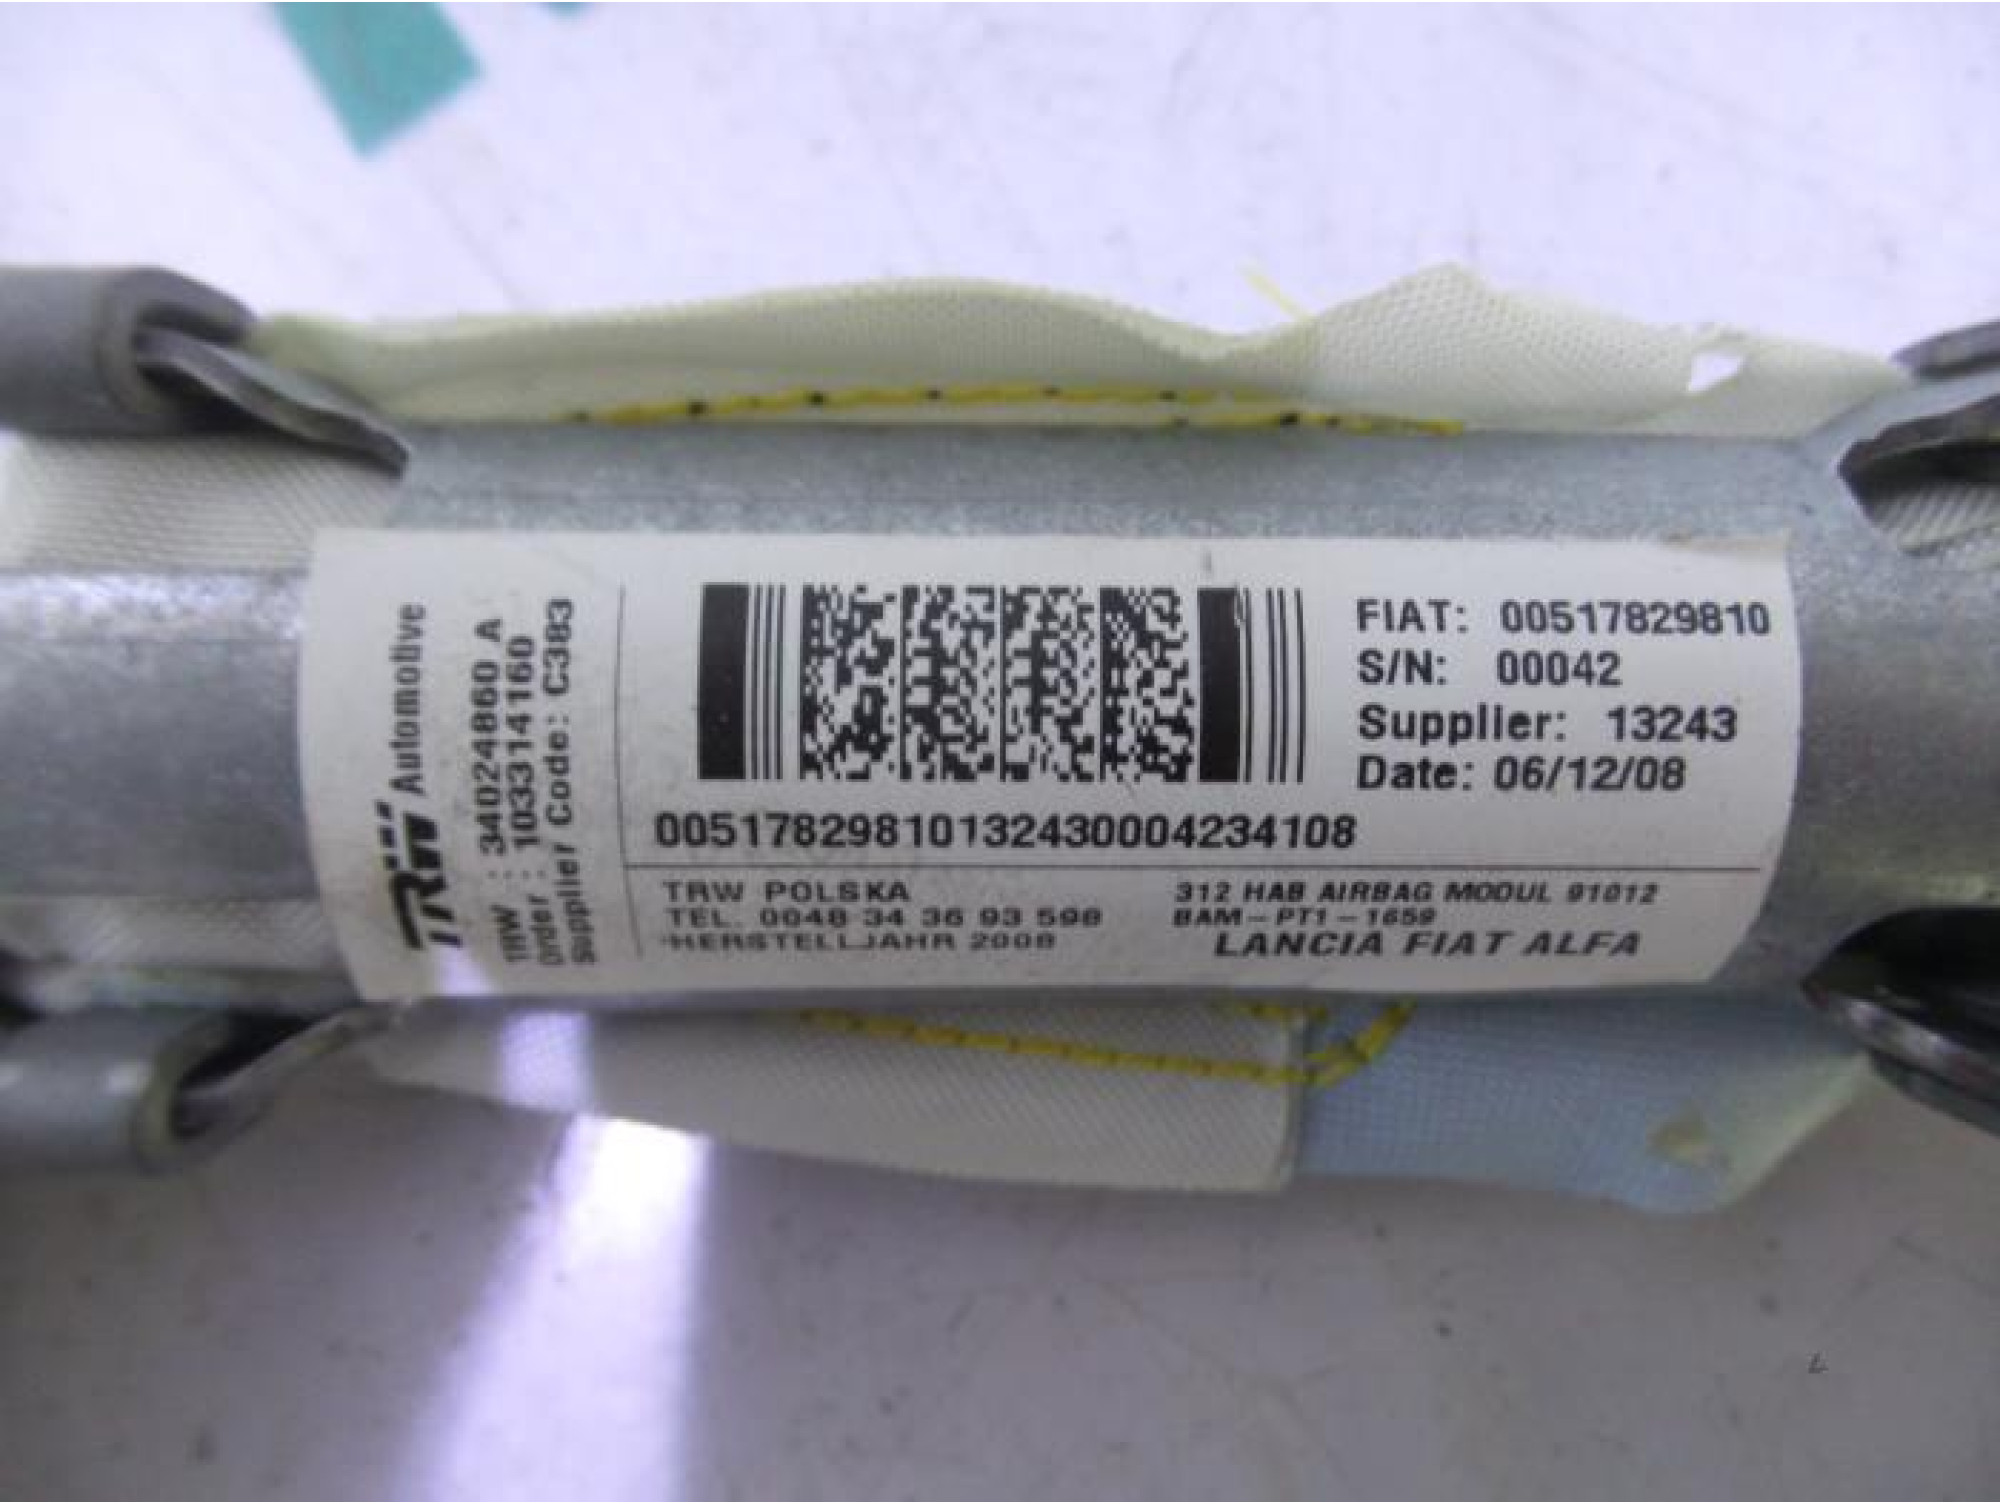 TRW Automotive
TRW : 34024860 A
Order : 1033314160
Supplier Code: C383
FIAT: 00517829810
S/N: 00042
Supplier: 13243
Date: 06/12/08
00517829810132430004234108
TRW POLSKA
TEL. 0048 34 36 93 598
HERSTELLJAHR 2008
312 HAB AIRBAG MODUL 91012
BAM-PT1-1659
LANCIA FIAT ALFA